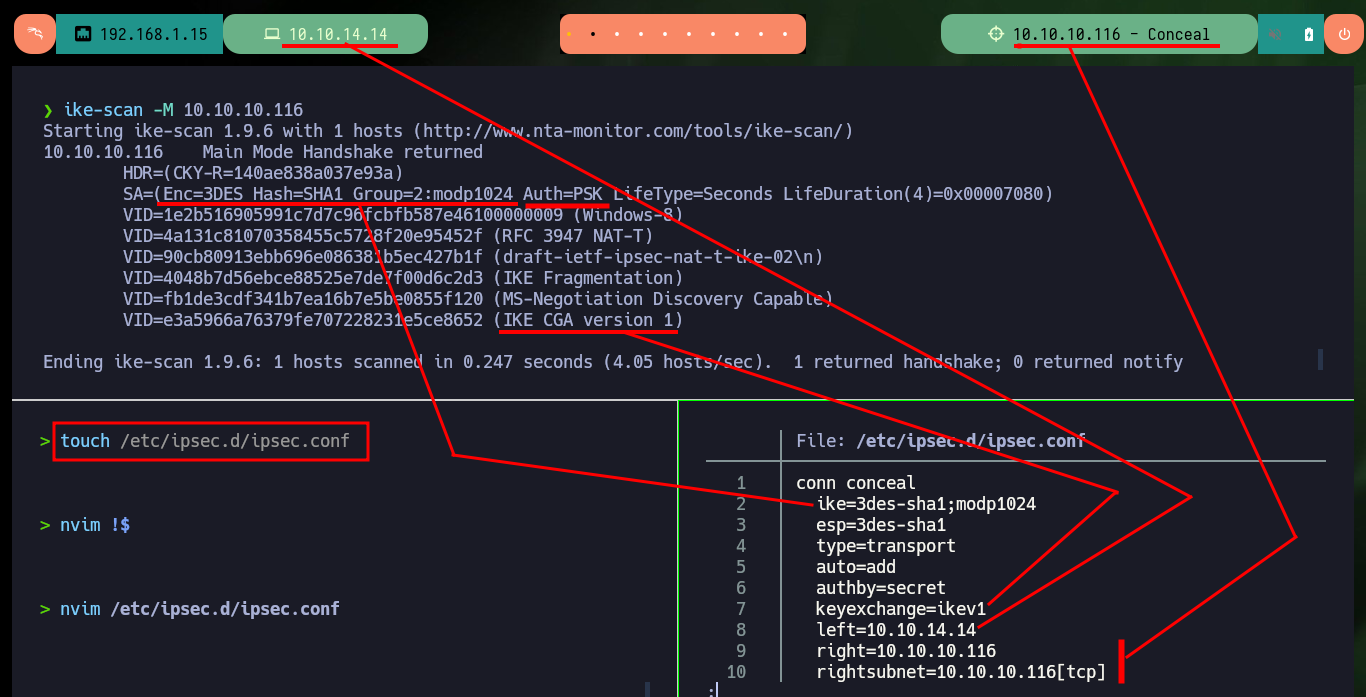 192.168.1.15
10.10.14.14
10.10.10.116 - Conceal
❯ ike-scan -M 10.10.10.116
Starting ike-scan 1.9.6 with 1 hosts (http://www.nta-monitor.com/tools/ike-scan/)
10.10.10.116 Main Mode Handshake returned
HDR=(CKY-R=140ae838a037e93a)
SA=(Enc=3DES Hash=SHA1 Group=2:modp1024 Auth=PSK LifeType=Seconds LifeDuration(4)=0x00007080)
VID=1e2b516905991c7d7c96fcbfb587e46100000009 (Windows-8)
VID=4a131c81070358455c5728f20e95452f (RFC 3947 NAT-T)
VID=90cb80913ebb696e086381b5ec427b1f (draft-ietf-ipsec-nat-t-ike-02\n)
VID=4048b7d56ebce88525e7de7f00d6c2d3 (IKE Fragmentation)
VID=fb1de3cdf341b7ea16b7e5be0855f120 (MS-Negotiation Discovery Capable)
VID=e3a5966a76379fe707228231e5ce8652 (IKE CGA version 1)
Ending ike-scan 1.9.6: 1 hosts scanned in 0.247 seconds (4.05 hosts/sec). 1 returned handshake; 0 returned notify
> touch /etc/ipsec.d/ipsec.conf
> nvim !$
> nvim /etc/ipsec.d/ipsec.conf
File: /etc/ipsec.d/ipsec.conf
1 conn conceal
2 ike=3des-sha1;modp1024
3 esp=3des-sha1
4 type=transport
5 auto=add
6 authby=secret
7 keyexchange=ikev1
8 left=10.10.14.14
9 right=10.10.10.116
10 rightsubnet=10.10.10.116[tcp]
: